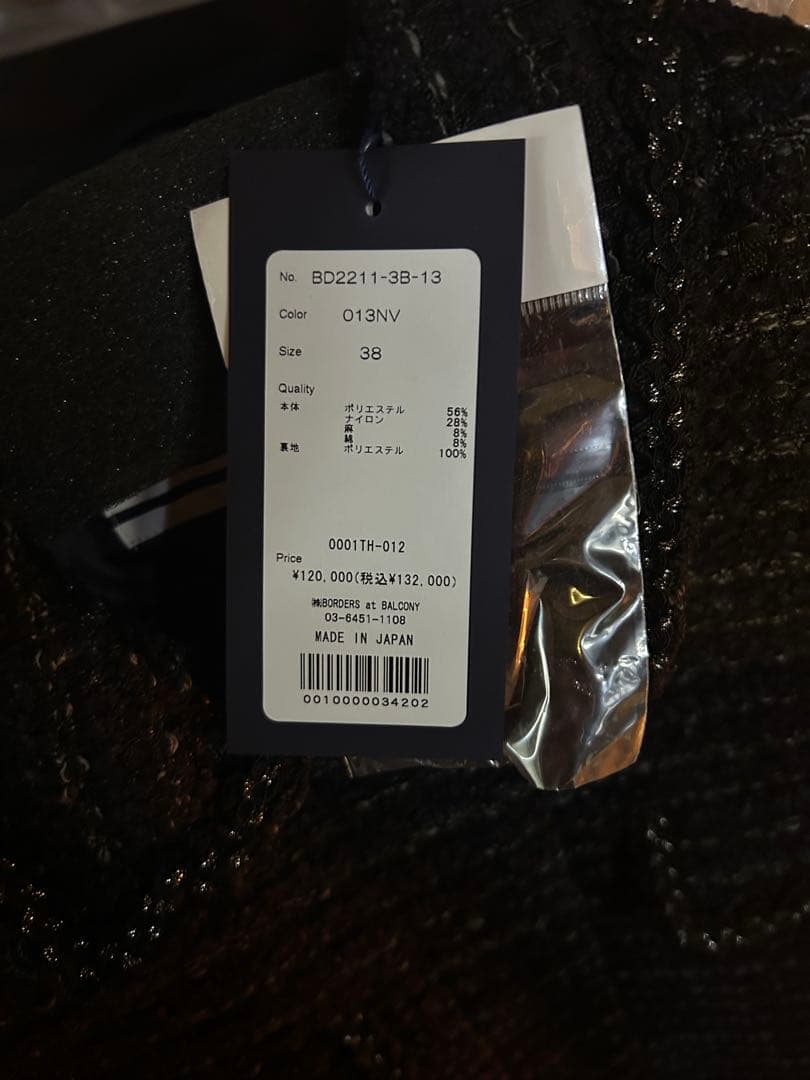 No. BD2211-3B-13
Color 013NV
Size 38
Quality
本体 ポリエステル 56%
ナイロン 28%
麻 8%
綿 8%
裏地 ポリエステル 100%
0001TH-012
Price
¥120,000(税込¥132,000)
㈱BORDERS at BALCONY
03-6451-1108
MADE IN JAPAN
0010000034202